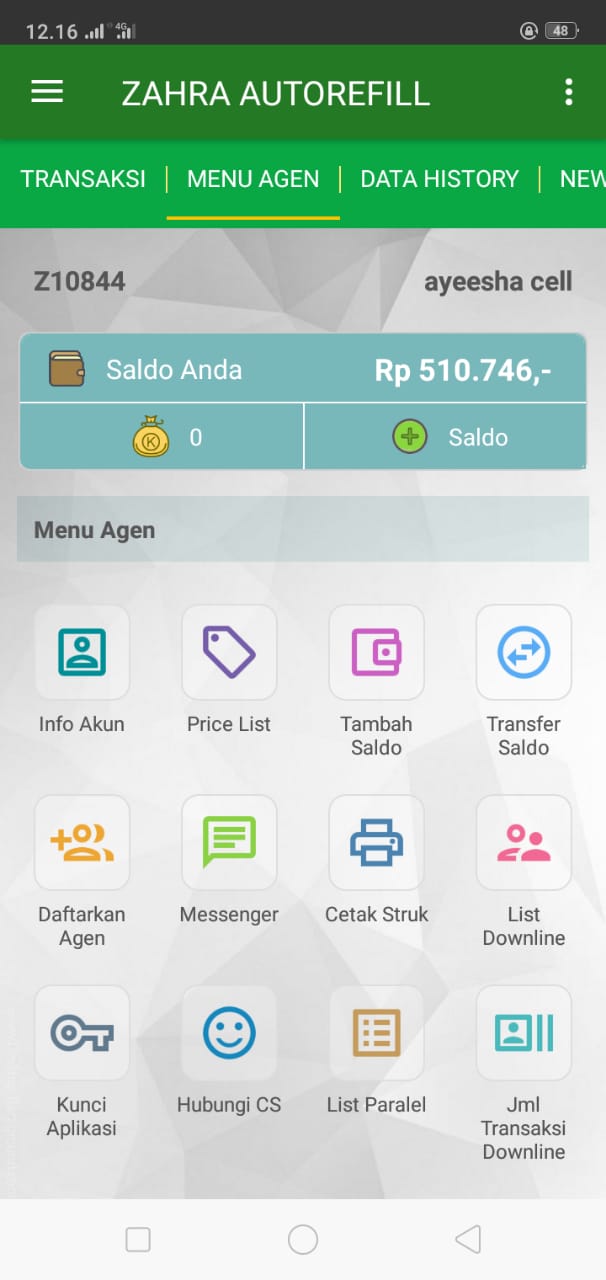 12.16 4G 48
ZAHRA AUTOREFILL
TRANSAKSI MENU AGEN DATA HISTORY NEW
Z10844 ayeesha cell
Saldo Anda Rp 510.746,-
K 0 Saldo
Menu Agen
Info Akun Price List Tambah Saldo Transfer Saldo
Daftarkan Agen Messenger Cetak Struk List Downline
Kunci Aplikasi Hubungi CS List Paralel Jml Transaksi Downline